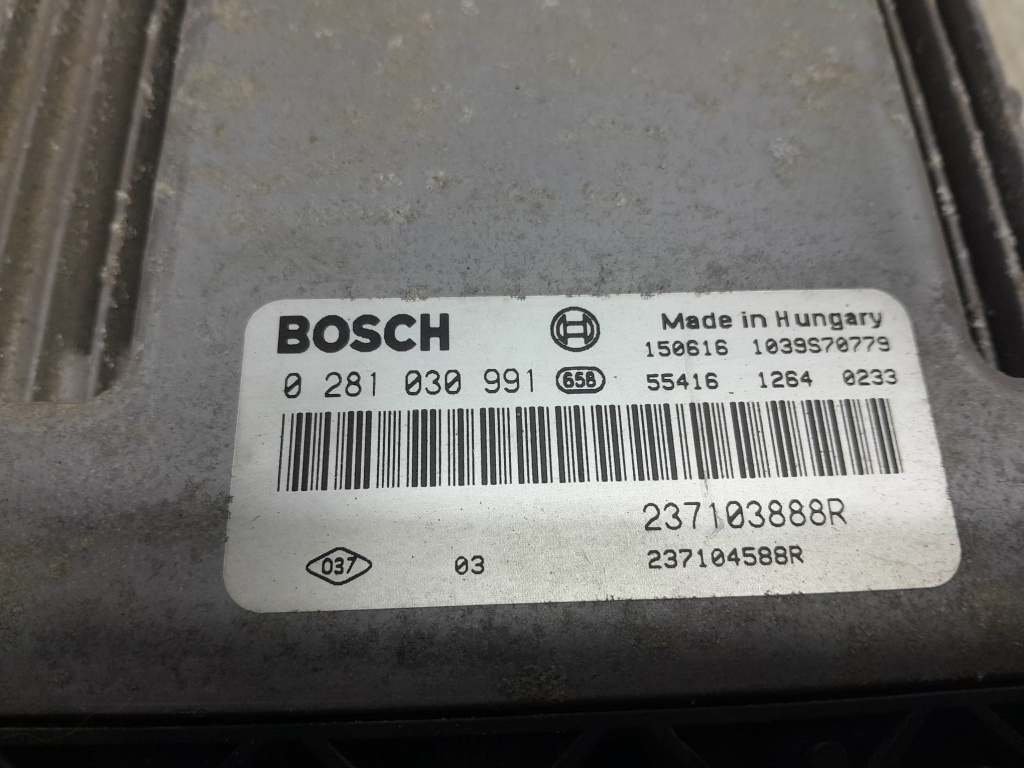 BOSCH Made in Hungary
150616 1039S70779
0 281 030 991 658 55416 1264 0233
237103888R
037 03 237104588R